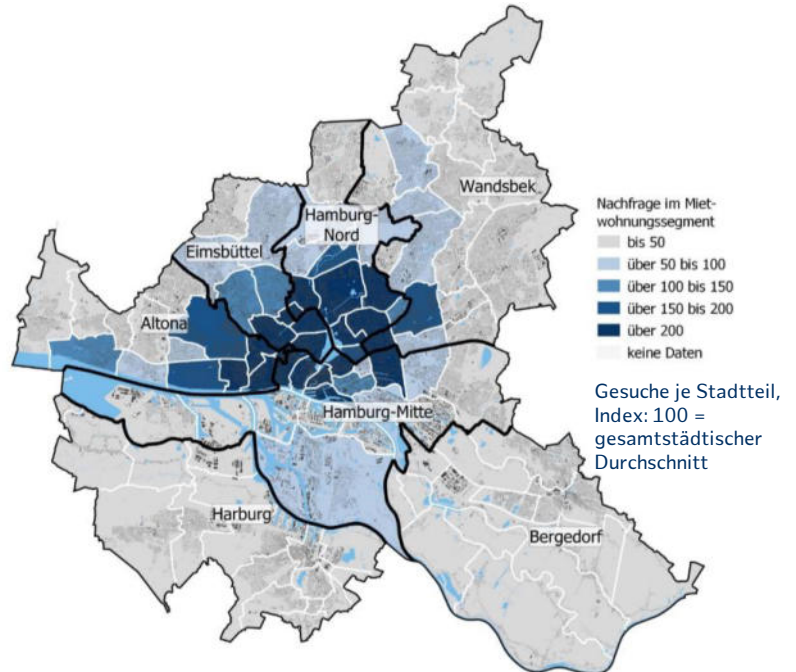 Wandsbek
Hamburg-
Nord
Eimsbüttel
Altona
Hamburg-Mitte
Harburg
Bergedorf
Nachfrage im Miet-
wohnungssegment
bis 50
über 50 bis 100
über 100 bis 150
über 150 bis 200
über 200
keine Daten
Gesuche je Stadtteil,
Index: 100 =
gesamtstädtischer
Durchschnitt